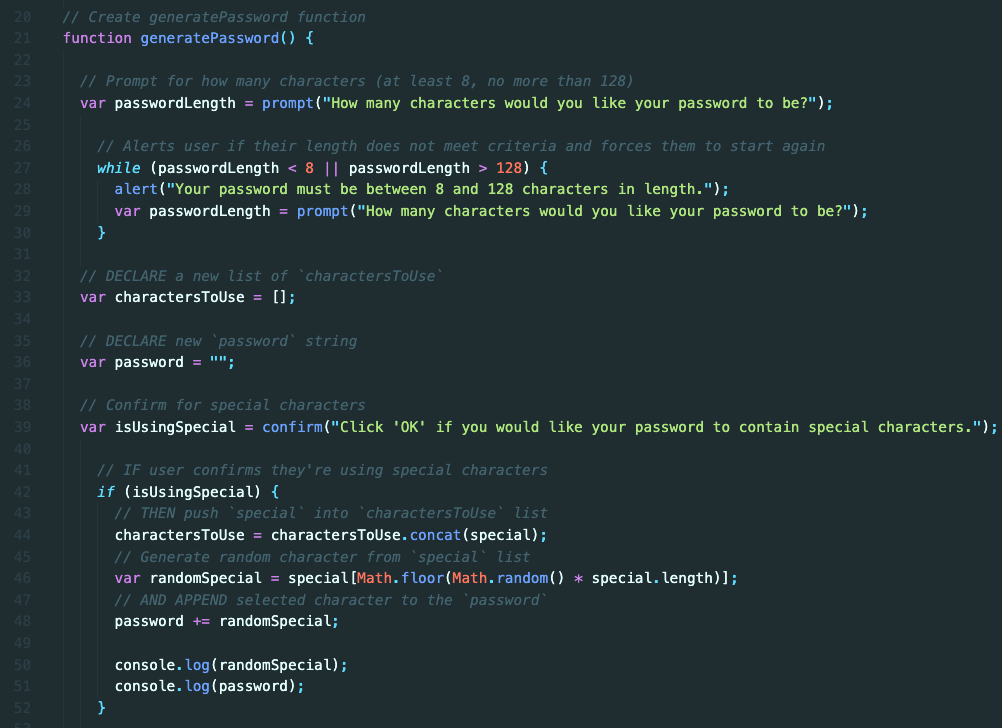 20 // Create generatePassword function
21 function generatePassword() {
22
23 // Prompt for how many characters (at least 8, no more than 128)
24 var passwordLength = prompt("How many characters would you like your password to be?");
25
26 // Alerts user if their length does not meet criteria and forces them to start again
27 while (passwordLength < 8 || passwordLength > 128) {
28 alert("Your password must be between 8 and 128 characters in length.");
29 var passwordLength = prompt("How many characters would you like your password to be?");
30 }
31
32 // DECLARE a new list of `charactersToUse`
33 var charactersToUse = [];
34
35 // DECLARE new `password` string
36 var password = "";
37
38 // Confirm for special characters
39 var isUsingSpecial = confirm("Click 'OK' if you would like your password to contain special characters.");
40
41 // IF user confirms they're using special characters
42 if (isUsingSpecial) {
43 // THEN push `special` into `charactersToUse` list
44 charactersToUse = charactersToUse.concat(special);
45 // Generate random character from `special` list
46 var randomSpecial = special[Math.floor(Math.random() * special.length)];
47 // AND APPEND selected character to the `password`
48 password += randomSpecial;
49
50 console.log(randomSpecial);
51 console.log(password);
52 }
53